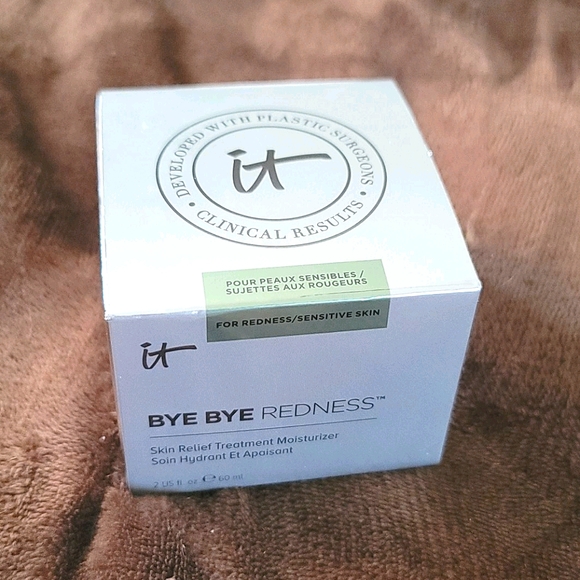 DEVELOPED WITH PLASTIC SURGEONS
• CLINICAL RESULTS •
it
POUR PEAUX SENSIBLES /
SUJETTES AUX ROUGEURS
FOR REDNESS/SENSITIVE SKIN
it
BYE BYE REDNESS™
Skin Relief Treatment Moisturizer
Soin Hydrant Et Apaisant
2 US fl. oz ℮ 60 ml